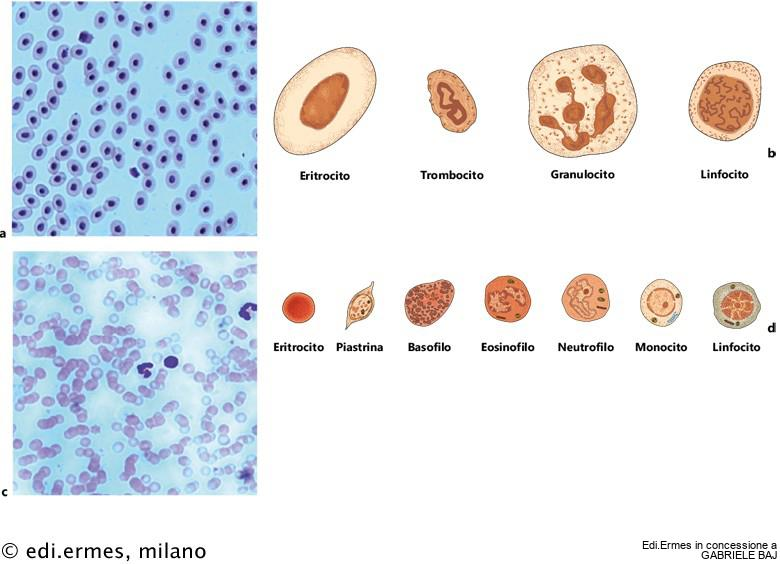 a
Eritrocito Trombocito Granulocito Linfocito
b
c
Eritrocito Piastrina Basofilo Eosinofilo Neutrofilo Monocito Linfocito
d
© edi.ermes, milano
Edi.Ermes in concessione a
GABRIELE BAJ